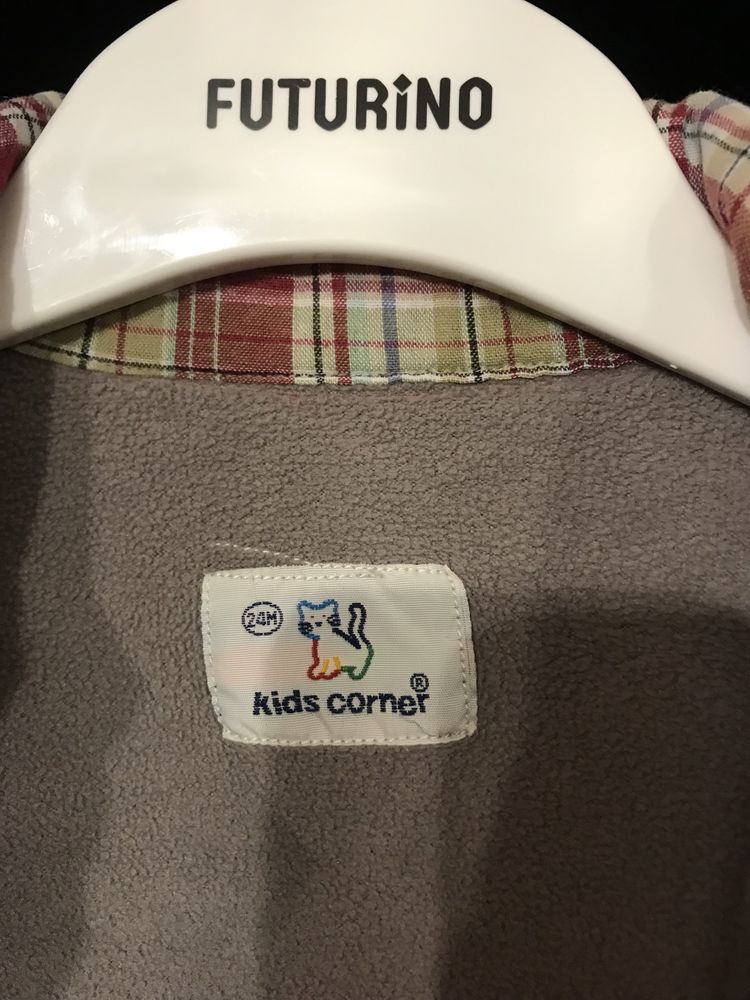 FUTURiNO
24M
kids corner ®